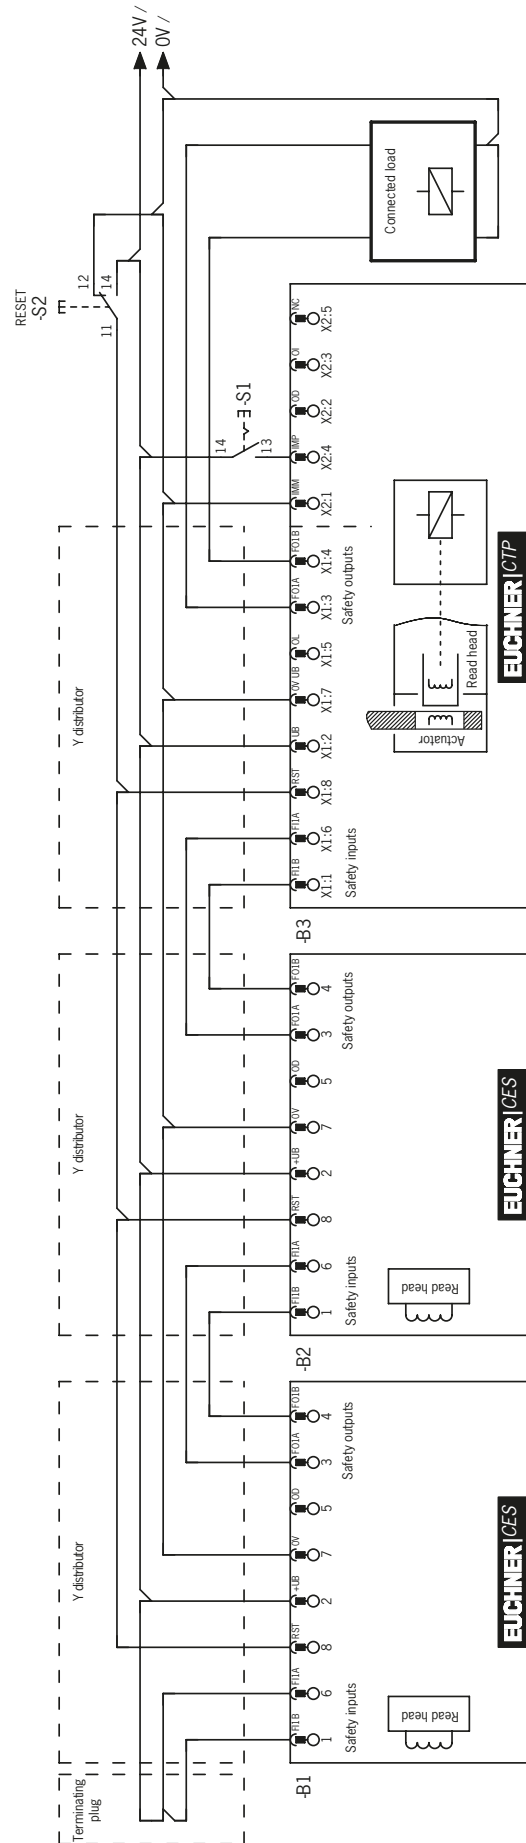 RESET
-S2
11
12
14
24V /
0V /
Terminating
plug
Y distributor
Y distributor
Y distributor
14
13
-S1
Connected load
-B1
FI1B
1
FI1A
6
RST
8
+UB
2
0V
7
OD
5
FO1A
3
FO1B
4
Safety inputs
Safety outputs
Read head
EUCHNER CES
-B2
FI1B
1
FI1A
6
RST
8
+UB
2
0V
7
OD
5
FO1A
3
FO1B
4
Safety inputs
Safety outputs
Read head
EUCHNER CES
-B3
FI1B
X1:1
FI1A
X1:6
RST
X1:8
UB
X1:2
0V UB
X1:7
OL
X1:5
FO1A
X1:3
FO1B
X1:4
IMM
X2:1
IMP
X2:4
OD
X2:2
OI
X2:3
NC
X2:5
Safety inputs
Safety outputs
Actuator
Read head
EUCHNER CTP